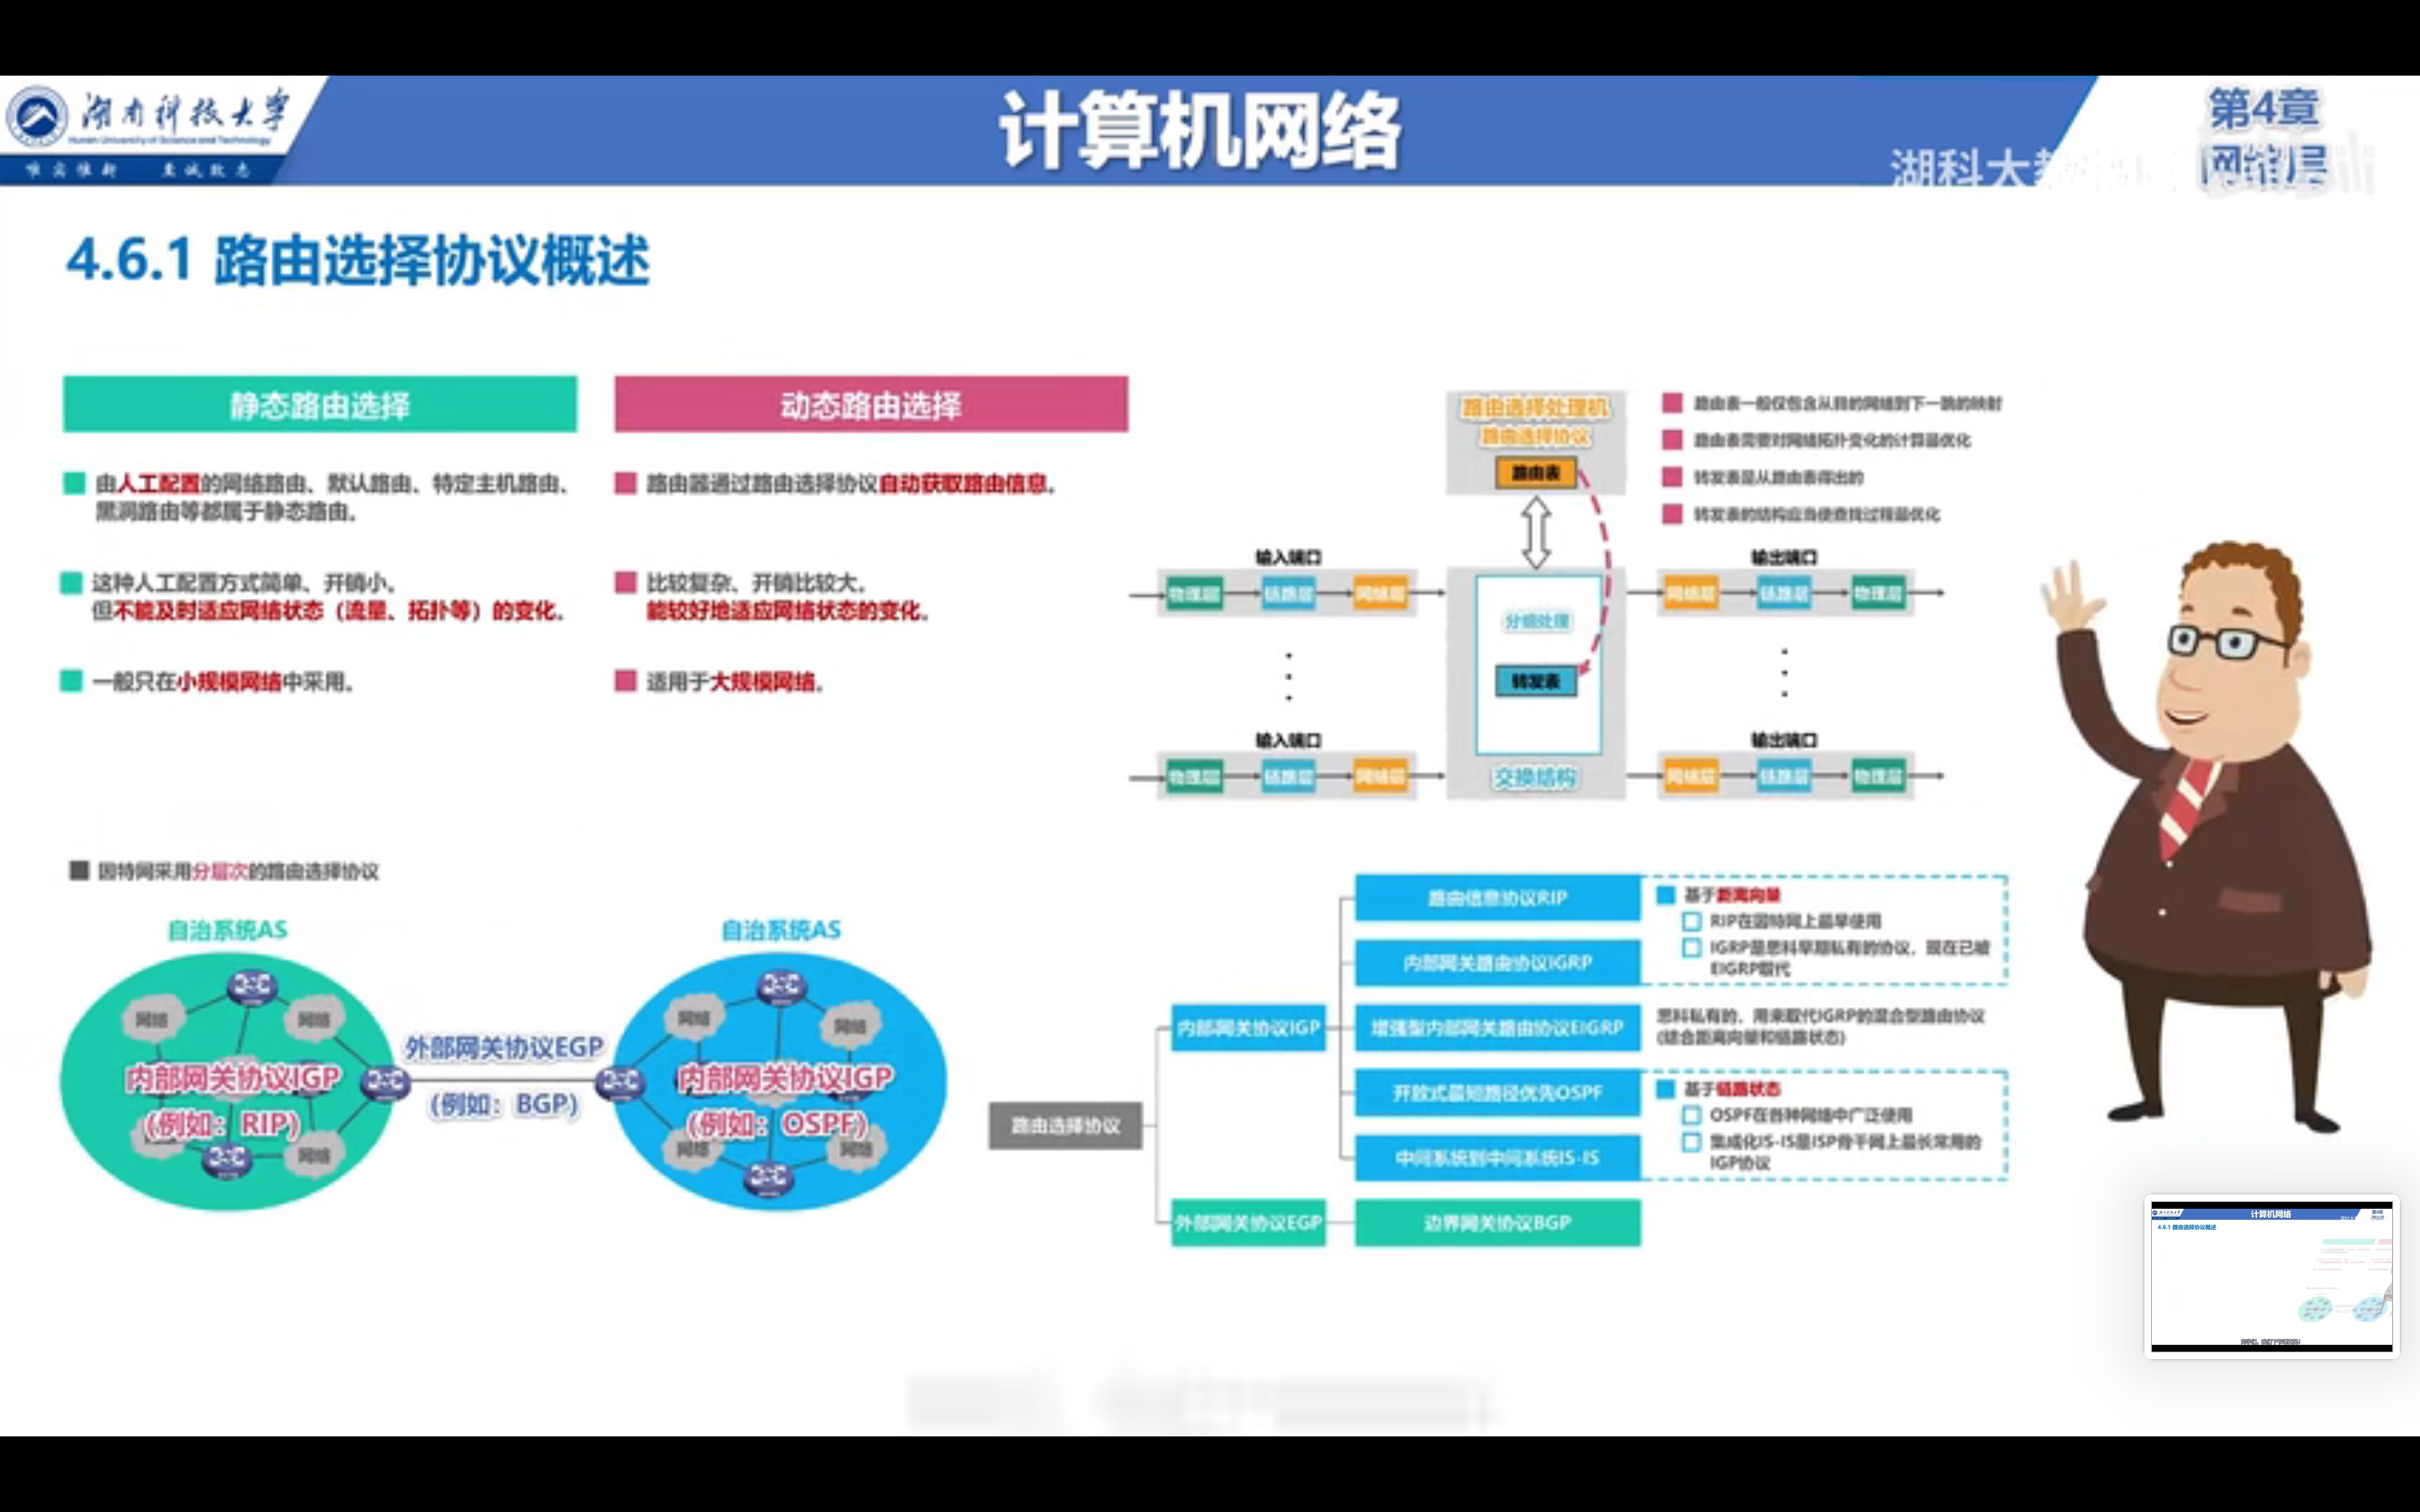 湖南科技大学
Hunan University of Science and Technology
唯实惟新 至诚致志
计算机网络
第4章
网络层
湖科大教
4.6.1 路由选择协议概述
静态路由选择
由人工配置的网络路由、默认路由、特定主机路由、
黑洞路由等都属于静态路由。
这种人工配置方式简单、开销小。
但不能及时适应网络状态（流量、拓扑等）的变化。
一般只在小规模网络中采用。
动态路由选择
路由器通过路由选择协议自动获取路由信息。
比较复杂、开销比较大。
能较好地适应网络状态的变化。
适用于大规模网络。
路由选择处理机
路由选择协议
路由表
路由表一般仅包含从目的网络到下一跳的映射
路由表需要对网络拓扑变化的计算最优化
转发表是从路由表得出的
转发表的结构应当使查找过程最优化
输入端口
物理层 链路层 网络层
输入端口
物理层 链路层 网络层
分组处理
转发表
交换结构
输出端口
网络层 链路层 物理层
输出端口
网络层 链路层 物理层
因特网采用分层次的路由选择协议
自治系统AS
网络 网络
内部网关协议IGP
(例如：RIP)
网络
外部网关协议EGP
(例如：BGP)
自治系统AS
网络 网络
内部网关协议IGP
(例如：OSPF)
网络 网络
路由选择协议
内部网关协议IGP
外部网关协议EGP
路由信息协议RIP
内部网关路由协议IGRP
增强型内部网关路由协议EIGRP
开放式最短路径优先OSPF
中间系统到中间系统IS-IS
边界网关协议BGP
基于距离向量
RIP在因特网上最早使用
IGRP是思科早期私有的协议，现在已被
EIGRP取代
思科私有的，用来取代IGRP的混合型路由协议
(结合距离向量和链路状态)
基于链路状态
OSPF在各种网络中广泛使用
集成化IS-IS是ISP骨干网上最长常用的
IGP协议
计算机网络
4.6.1 路由选择协议概述